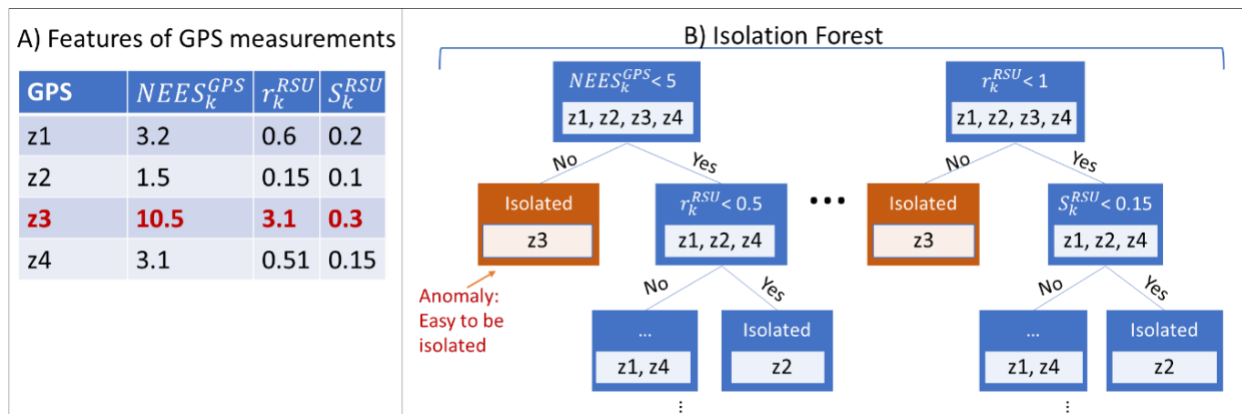 A) Features of GPS measurements
GPS NEES_k^GPS r_k^RSU S_k^RSU
z1 3.2 0.6 0.2
z2 1.5 0.15 0.1
z3 10.5 3.1 0.3
z4 3.1 0.51 0.15
B) Isolation Forest
NEES_k^GPS < 5
z1, z2, z3, z4
No
Yes
Isolated
z3
Anomaly:
Easy to be
isolated
r_k^RSU < 0.5
z1, z2, z4
No
Yes
...
z1, z4
Isolated
z2
⋮
•••
r_k^RSU < 1
z1, z2, z3, z4
No
Yes
Isolated
z3
S_k^RSU < 0.15
z1, z2, z4
No
Yes
...
z1, z4
Isolated
z2
⋮